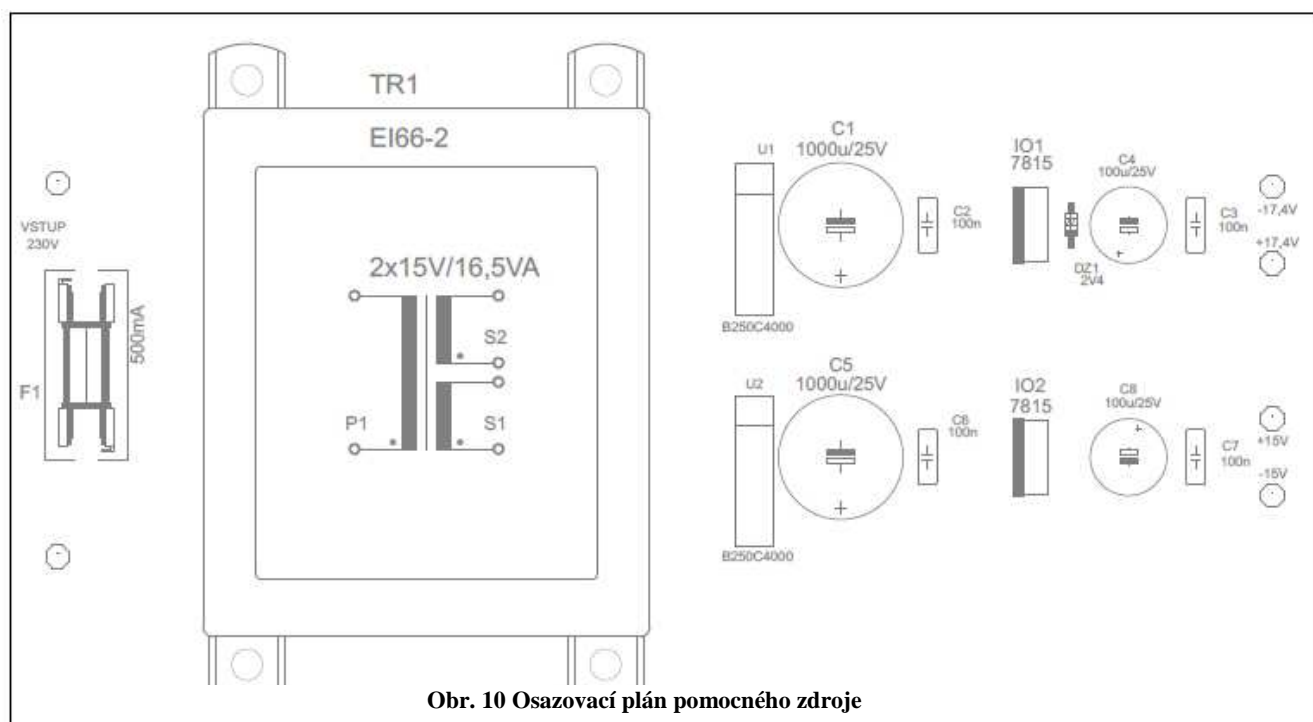 TR1
EI66-2
VSTUP
230V
500mA
F1
2x15V/16,5VA
S2
P1
S1
U1
C1
1000u/25V
B250C4000
C2
100n
IO1
7815
DZ1
2V4
C4
100u/25V
C3
100n
-17,4V
+17,4V
U2
C5
1000u/25V
B250C4000
C6
100n
IO2
7815
C8
100u/25V
C7
100n
+15V
-15V
Obr. 10 Osazovací plán pomocného zdroje